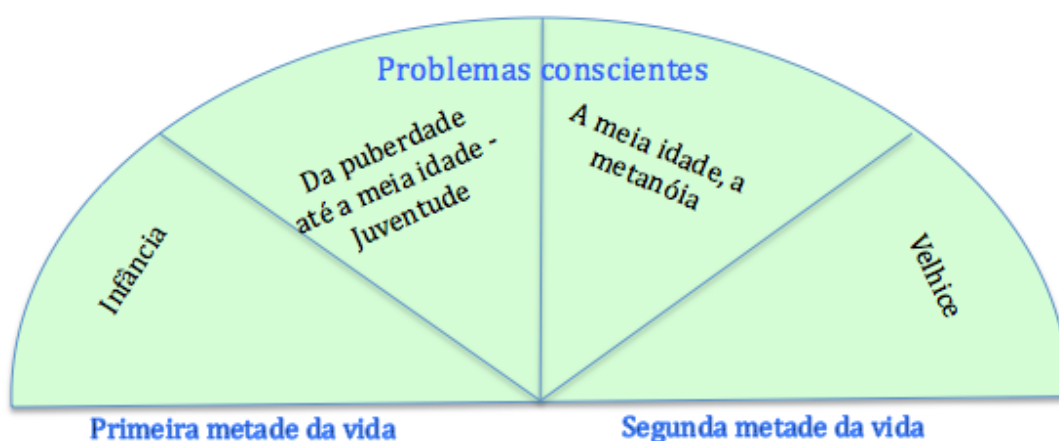 Problemas conscientes
Infância
Da puberdade
até a meia idade -
Juventude
A meia idade, a
metanóia
Velhice
Primeira metade da vida
Segunda metade da vida